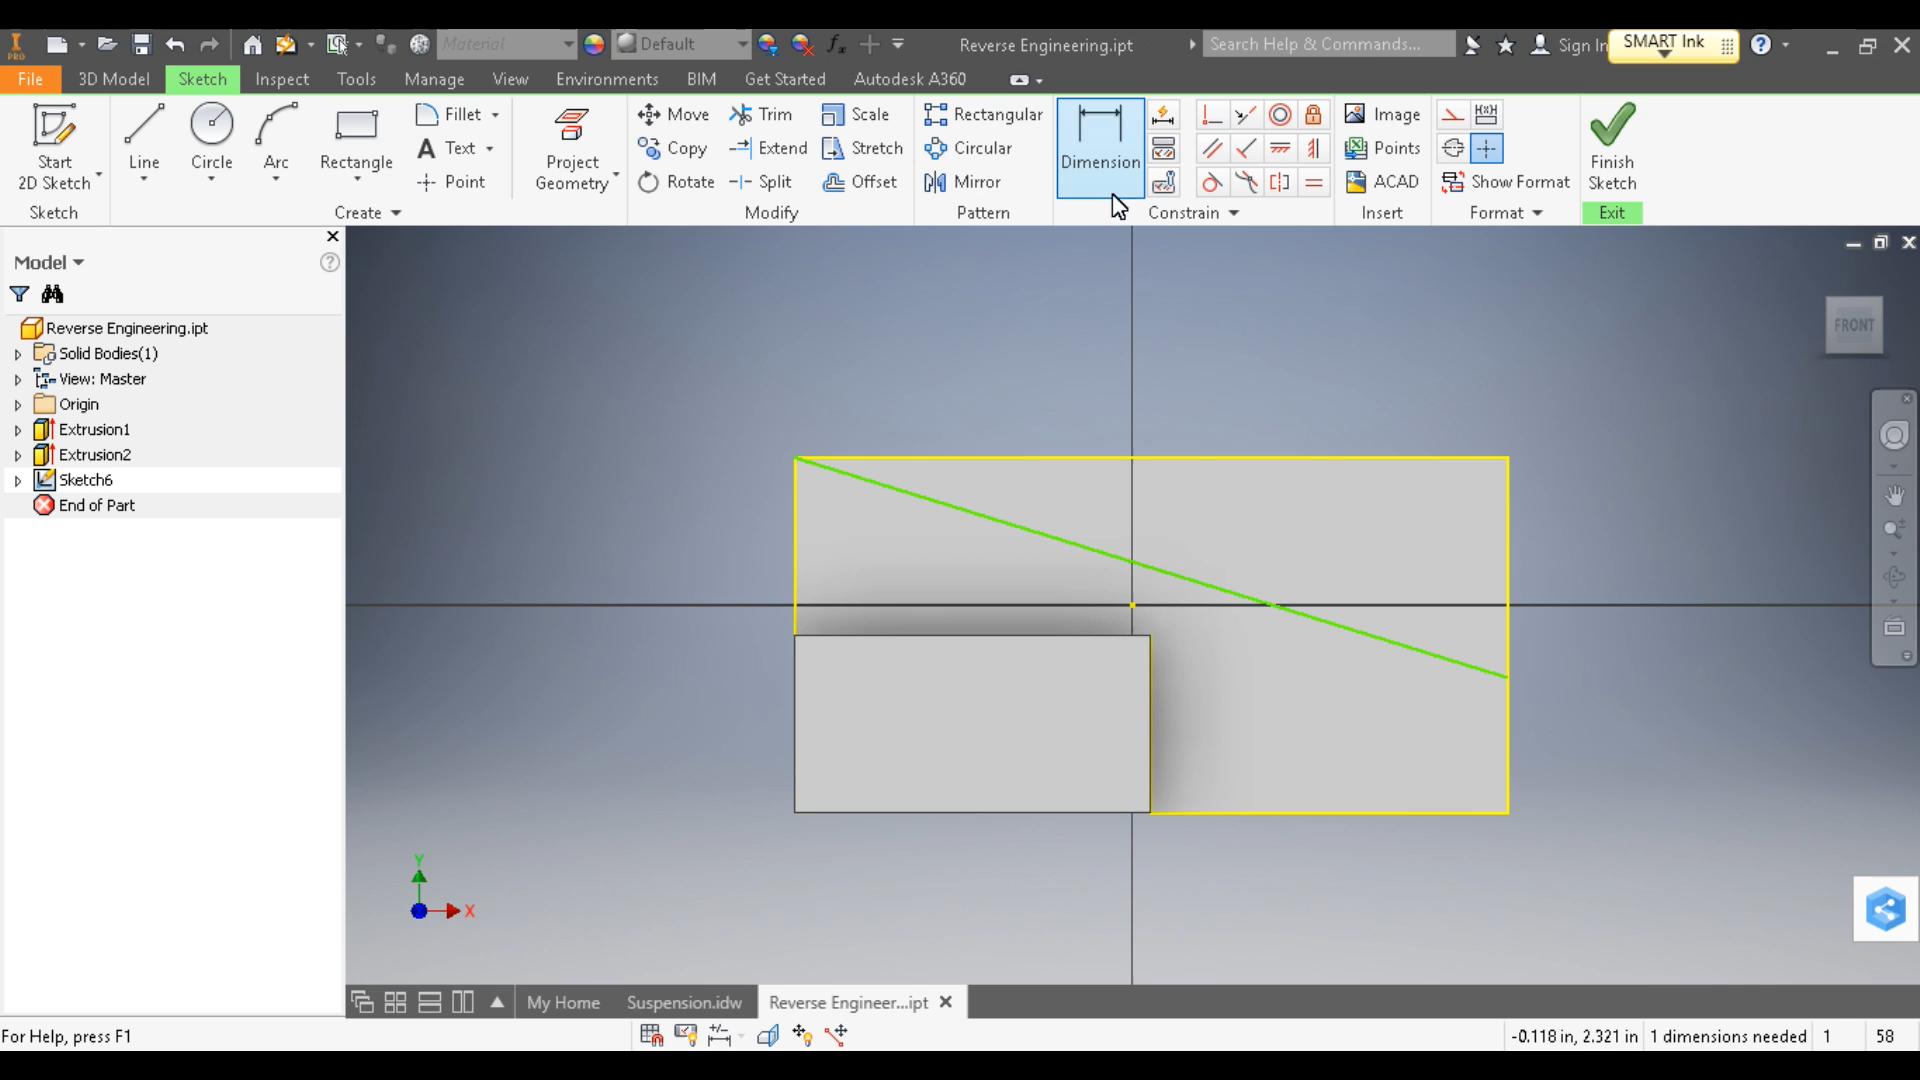 PRO
Material
Default
fx
Reverse Engineering.ipt
Search Help & Commands...
Sign In
SMART Ink
?
File
3D Model
Sketch
Inspect
Tools
Manage
View
Environments
BIM
Get Started
Autodesk A360
Start
2D Sketch
Line
Circle
Arc
Rectangle
Fillet
Text
Point
Project
Geometry
Move
Copy
Rotate
Trim
Extend
Split
Scale
Stretch
Offset
Rectangular
Circular
Mirror
Dimension
Image
Points
ACAD
Show Format
Finish
Sketch
Sketch
Create
Modify
Pattern
Constrain
Insert
Format
Exit
Model
?
Reverse Engineering.ipt
Solid Bodies(1)
View: Master
Origin
Extrusion1
Extrusion2
Sketch6
End of Part
FRONT
Y
X
My Home
Suspension.idw
Reverse Engineer...ipt
For Help, press F1
-0.118 in, 2.321 in
1 dimensions needed
1
58